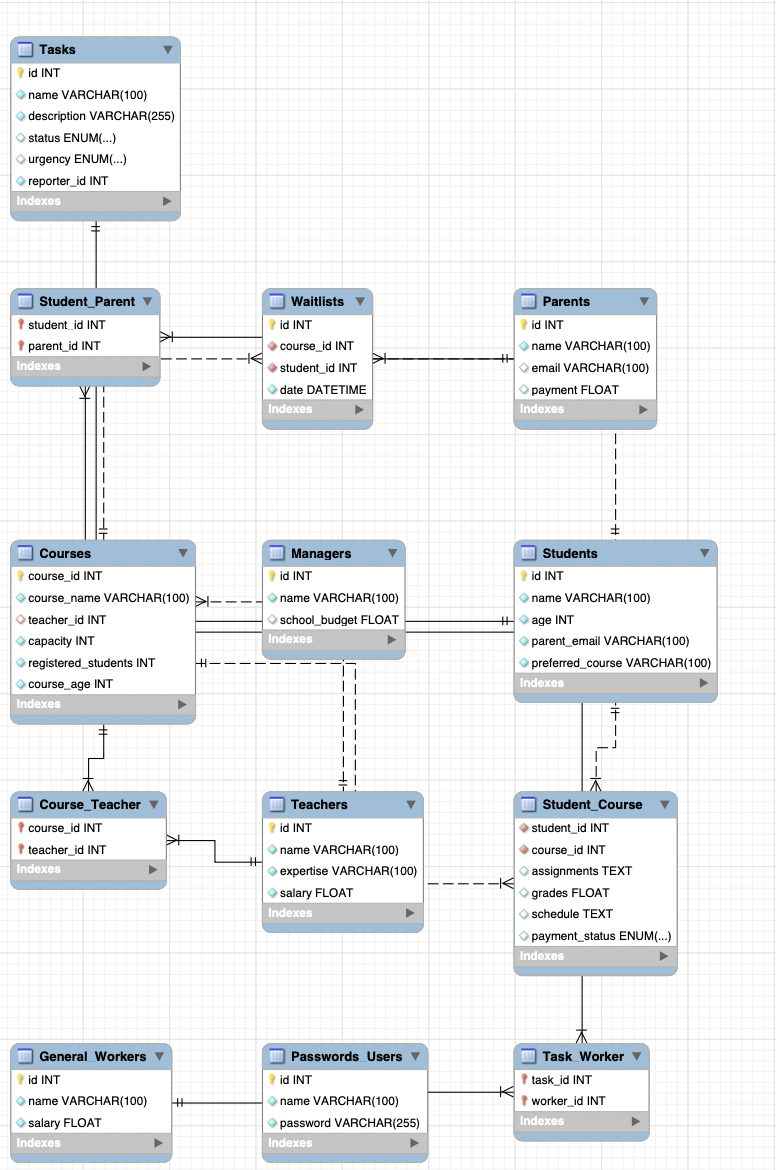 Tasks
id INT
name VARCHAR(100)
description VARCHAR(255)
status ENUM(...)
urgency ENUM(...)
reporter_id INT
Indexes
Student_Parent
student_id INT
parent_id INT
Indexes
Waitlists
id INT
course_id INT
student_id INT
date DATETIME
Indexes
Parents
id INT
name VARCHAR(100)
email VARCHAR(100)
payment FLOAT
Indexes
Courses
course_id INT
course_name VARCHAR(100)
teacher_id INT
capacity INT
registered_students INT
course_age INT
Indexes
Managers
id INT
name VARCHAR(100)
school_budget FLOAT
Indexes
Students
id INT
name VARCHAR(100)
age INT
parent_email VARCHAR(100)
preferred_course VARCHAR(100)
Indexes
Course_Teacher
course_id INT
teacher_id INT
Indexes
Teachers
id INT
name VARCHAR(100)
expertise VARCHAR(100)
salary FLOAT
Indexes
Student_Course
student_id INT
course_id INT
assignments TEXT
grades FLOAT
schedule TEXT
payment_status ENUM(...)
Indexes
General_Workers
id INT
name VARCHAR(100)
salary FLOAT
Indexes
Passwords_Users
id INT
name VARCHAR(100)
password VARCHAR(255)
Indexes
Task_Worker
task_id INT
worker_id INT
Indexes